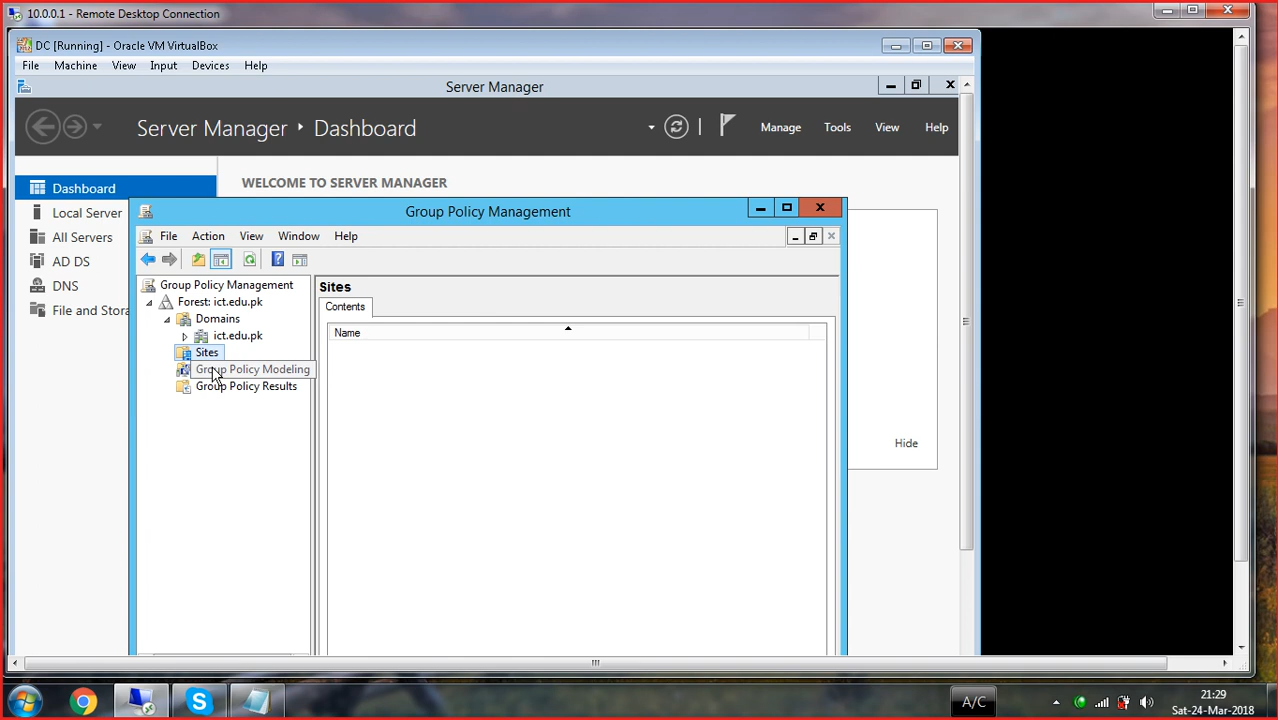 10.0.0.1 - Remote Desktop Connection
DC [Running] - Oracle VM VirtualBox
File Machine View Input Devices Help
Server Manager
Server Manager Dashboard
Manage Tools View Help
Dashboard
Local Server
All Servers
AD DS
DNS
File and Stora
WELCOME TO SERVER MANAGER
Hide
Group Policy Management
File Action View Window Help
Group Policy Management
Forest: ict.edu.pk
Domains
ict.edu.pk
Sites
Group Policy Modeling
Group Policy Results
Sites
Contents
Name
A/C
21:29
Sat-24-Mar-2018